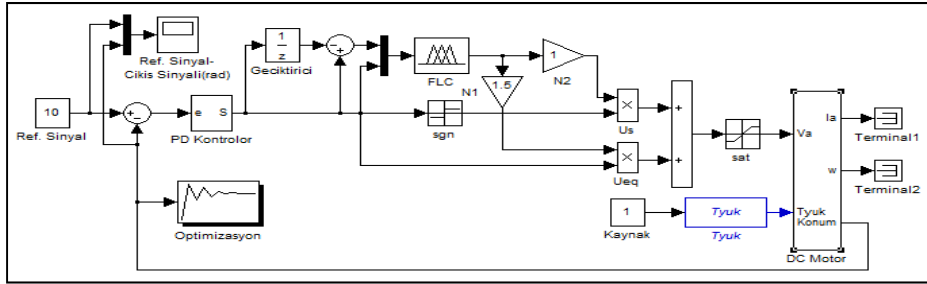 Ref. Sinyal-
Cikis Sinyali(rad)
1
z
Geciktirici
- +
FLC
1
N2
N1
1.5
10
Ref. Sinyal
+ -
e S
PD Kontrolor
sgn
×
Us
×
Ueq
+
+
sat
Va
Ia
w
Tyuk
Konum
DC Motor
Terminal1
Terminal2
Optimizasyon
1
Kaynak
Tyuk
Tyuk